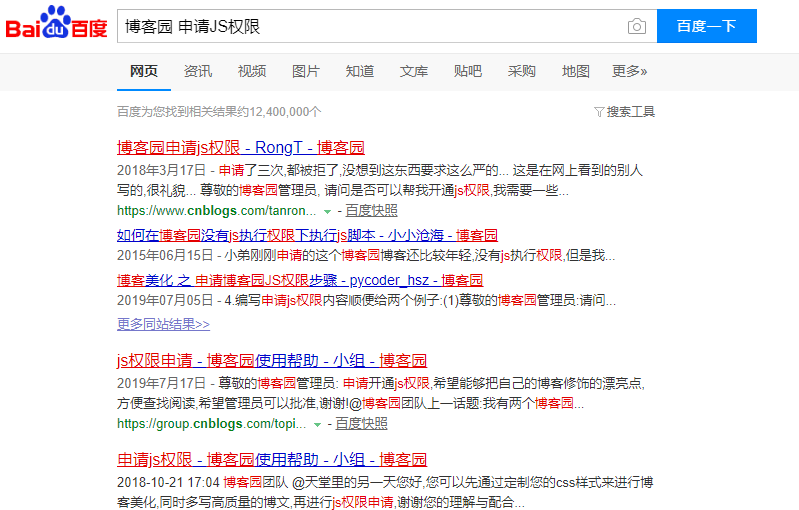 Bai du 百度
博客园 申请JS权限
百度一下
网页 资讯 视频 图片 知道 文库 贴吧 采购 地图 更多»
百度为您找到相关结果约12,400,000个
搜索工具
博客园申请js权限 - RongT - 博客园
2018年3月17日 - 申请了三次,都被拒了,没想到这东西要求这么严的... 这是在网上看到的别人
写的,很礼貌... 尊敬的博客园管理员, 请问是否可以帮我开通js权限,我需要一些...
https://www.cnblogs.com/tanron... - 百度快照
如何在博客园没有js执行权限下执行js脚本 - 小小沧海 - 博客园
2015年06月15日 - 小弟刚刚申请的这个博客园博客还比较年轻,没有js执行权限,但是我...
博客美化 之 申请博客园JS权限步骤 - pycoder_hsz - 博客园
2019年07月05日 - 4.编写申请js权限内容顺便给两个例子:(1)尊敬的博客园管理员:请问...
更多同站结果>>
js权限申请 - 博客园使用帮助 - 小组 - 博客园
2019年7月17日 - 尊敬的博客园管理员: 申请开通js权限,希望能够把自己的博客修饰的漂亮点,
方便查找阅读,希望管理员可以批准,谢谢!@博客园团队上一话题:我有两个博客园...
https://group.cnblogs.com/topi... - 百度快照
申请js权限 - 博客园使用帮助 - 小组 - 博客园
2018-10-21 17:04 博客园团队 @天堂里的另一天您好,您可以先通过定制您的css样式来进行博
客美化,同时多写高质量的博文,再进行js权限申请,谢谢您的理解与配合...